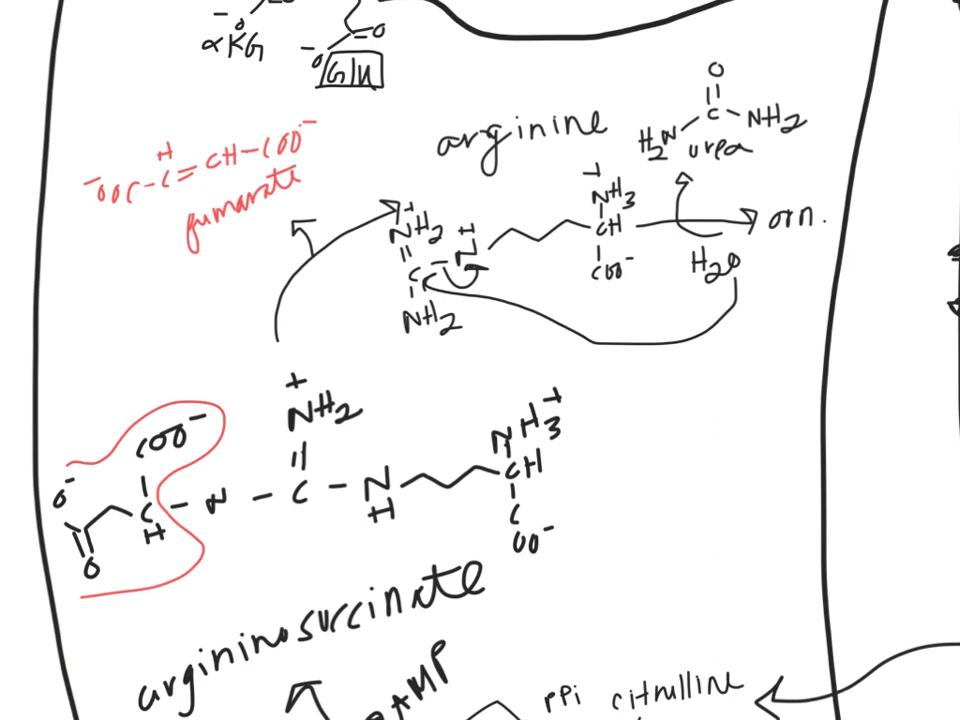 αKG
Glu
⁻OOC-C=CH-COO⁻
H
fumarate
arginine
O
C
H₂N NH₂
urea
⁺NH₃
CH
COO⁻
orn.
H₂O
⁺NH₂
C
N
H
NH₂
⁺NH₂
COO⁻
O⁻
O
C - N - C - N
H H
NH₃⁺
CH
C
OO⁻
argininosuccinate
AMP
PPi citrulline